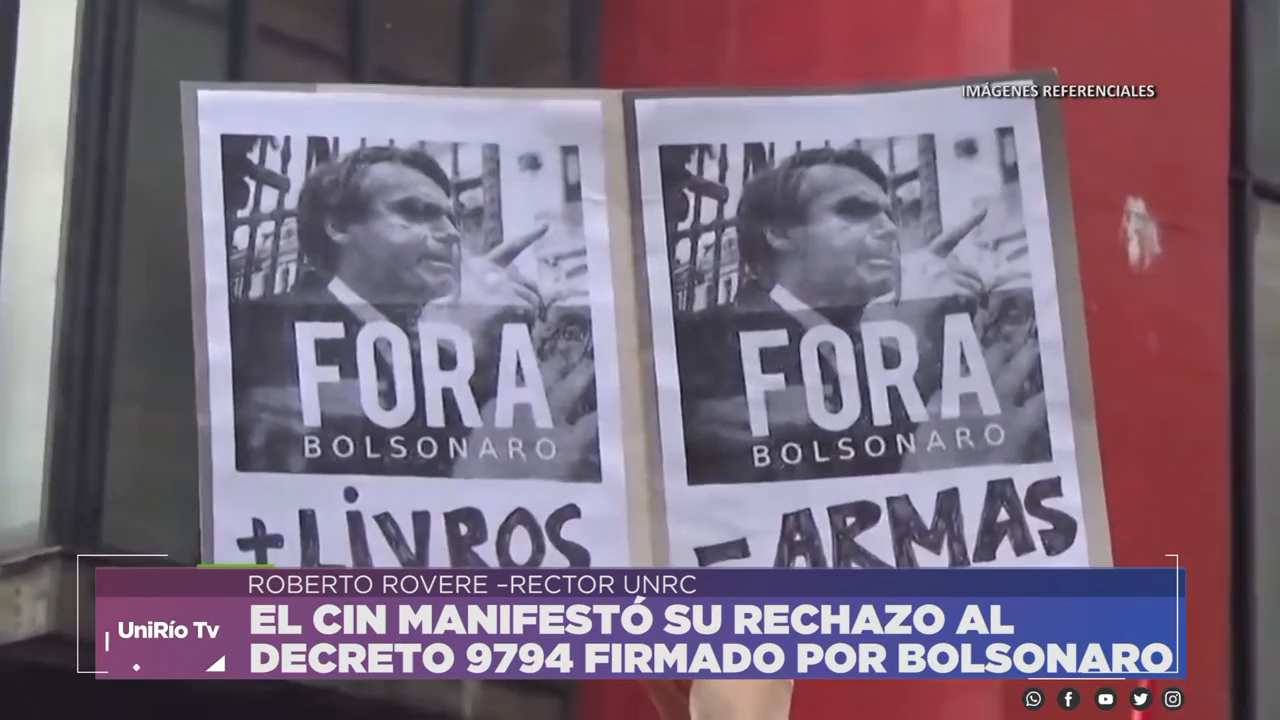 IMÁGENES REFERENCIALES
FORA
BOLSONARO
+ LiVROS
FORA
BOLSONARO
- ARMAS
ROBERTO ROVERE –RECTOR UNRC
UniRío Tv
EL CIN MANIFESTÓ SU RECHAZO AL
DECRETO 9794 FIRMADO POR BOLSONARO